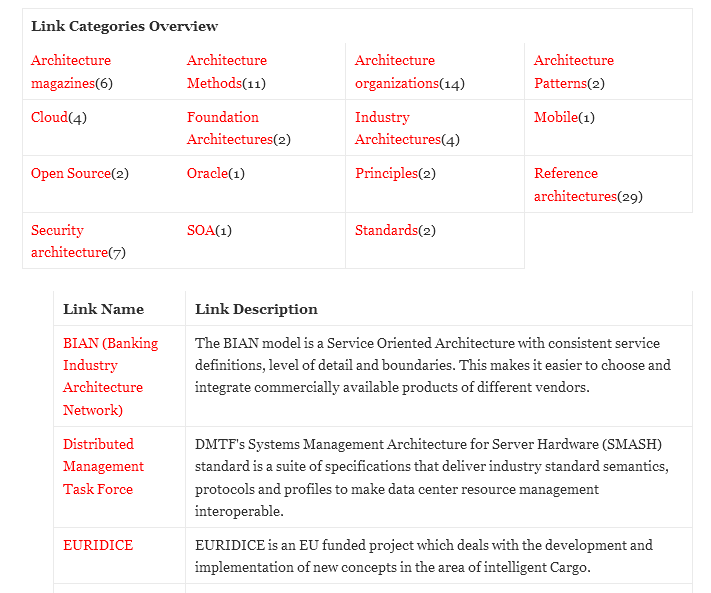 Link Categories Overview
Architecture magazines(6)
Architecture Methods(11)
Architecture organizations(14)
Architecture Patterns(2)
Cloud(4)
Foundation Architectures(2)
Industry Architectures(4)
Mobile(1)
Open Source(2)
Oracle(1)
Principles(2)
Reference architectures(29)
Security architecture(7)
SOA(1)
Standards(2)
Link Name
Link Description
BIAN (Banking
Industry
Architecture
Network)
The BIAN model is a Service Oriented Architecture with consistent service
definitions, level of detail and boundaries. This makes it easier to choose and
integrate commercially available products of different vendors.
Distributed
Management
Task Force
DMTF's Systems Management Architecture for Server Hardware (SMASH)
standard is a suite of specifications that deliver industry standard semantics,
protocols and profiles to make data center resource management
interoperable.
EURIDICE
EURIDICE is an EU funded project which deals with the development and
implementation of new concepts in the area of intelligent Cargo.